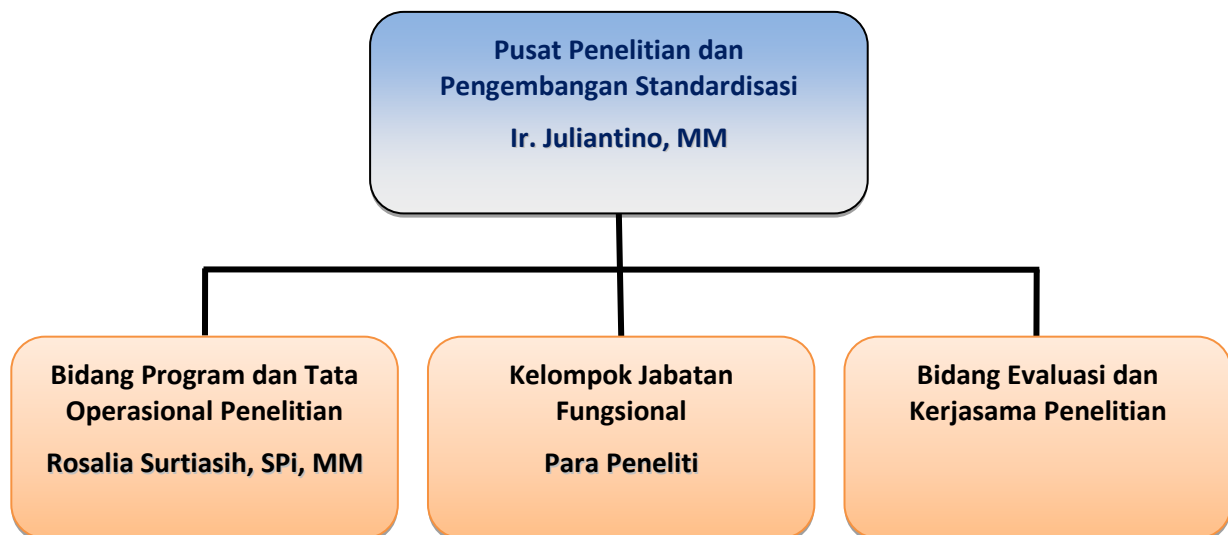 Pusat Penelitian dan
Pengembangan Standardisasi
Ir. Juliantino, MM
Bidang Program dan Tata
Operasional Penelitian
Rosalia Surtiasih, SPi, MM
Kelompok Jabatan
Fungsional
Para Peneliti
Bidang Evaluasi dan
Kerjasama Penelitian